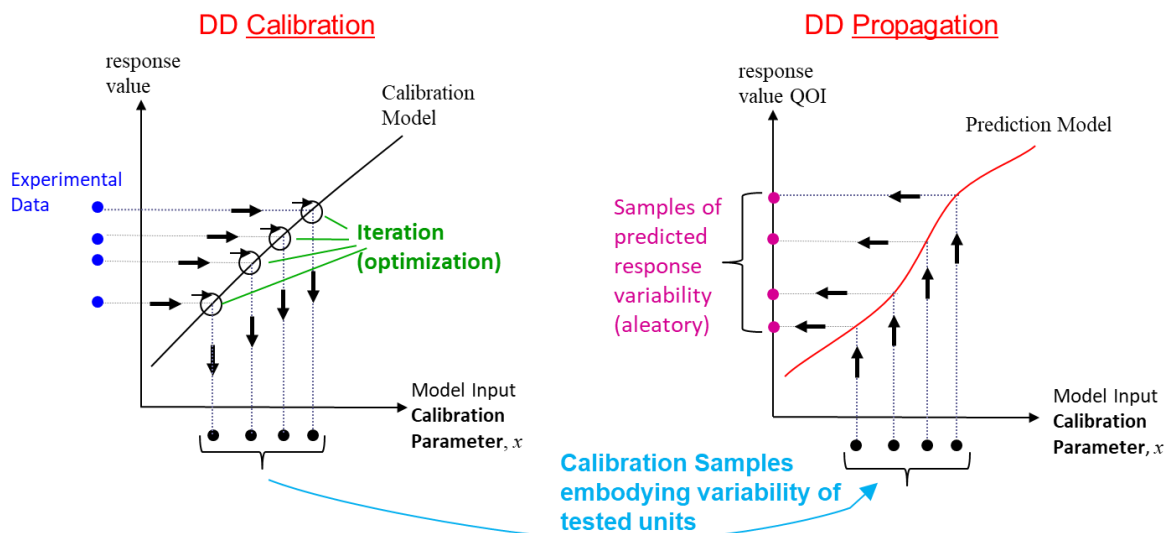 DD Calibration
response
value
Calibration
Model
Experimental
Data
Iteration
(optimization)
Model Input
Calibration
Parameter, x
DD Propagation
response
value QOI
Prediction Model
Samples of
predicted
response
variability
(aleatory)
Model Input
Calibration
Parameter, x
Calibration Samples
embodying variability of
tested units